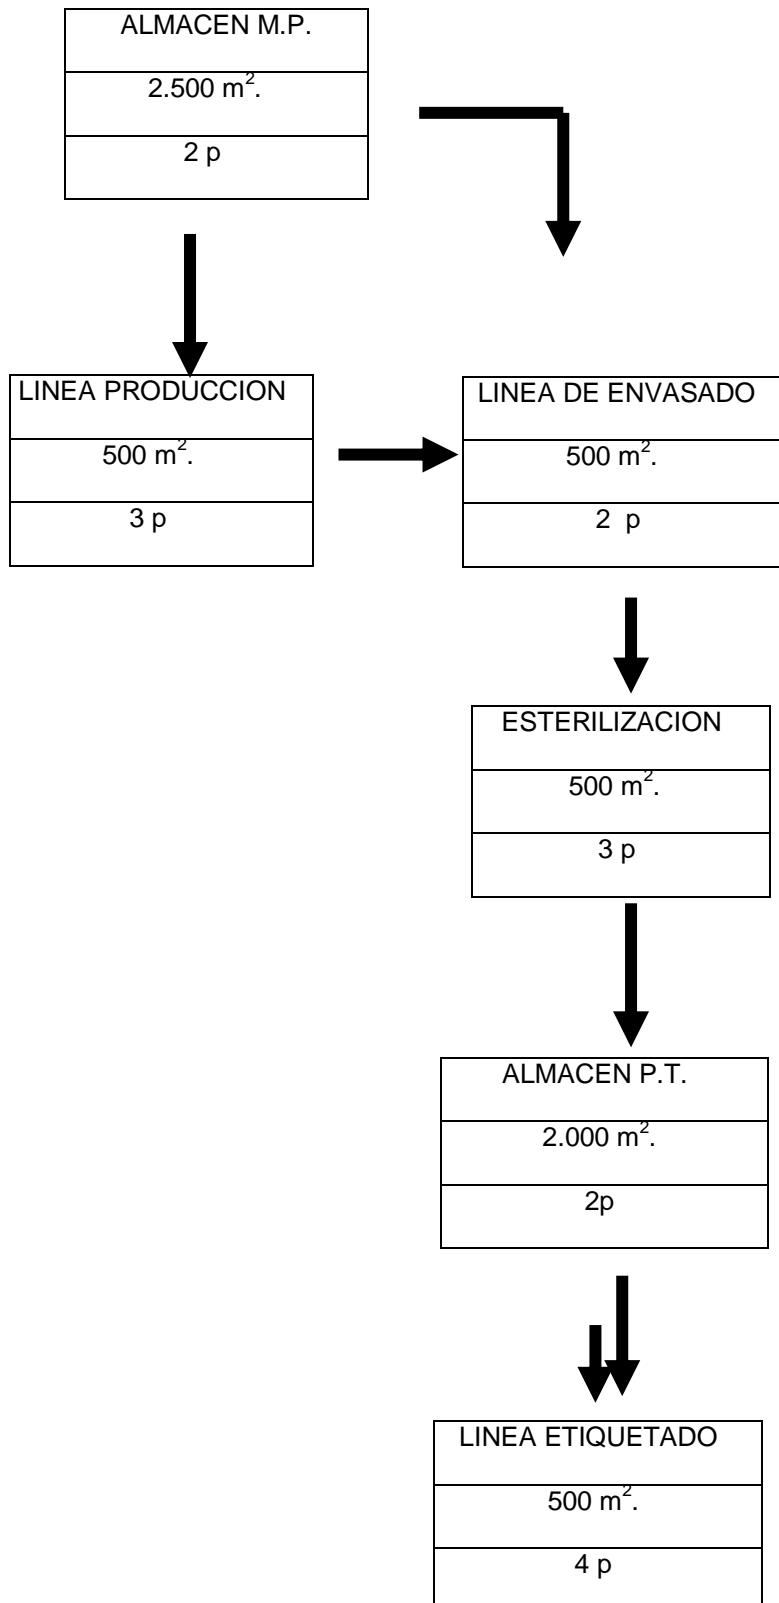 ALMACEN M.P.
2.500 m².
2 p
LINEA PRODUCCION
500 m².
3 p
LINEA DE ENVASADO
500 m².
2 p
ESTERILIZACION
500 m².
3 p
ALMACEN P.T.
2.000 m².
2p
LINEA ETIQUETADO
500 m².
4 p